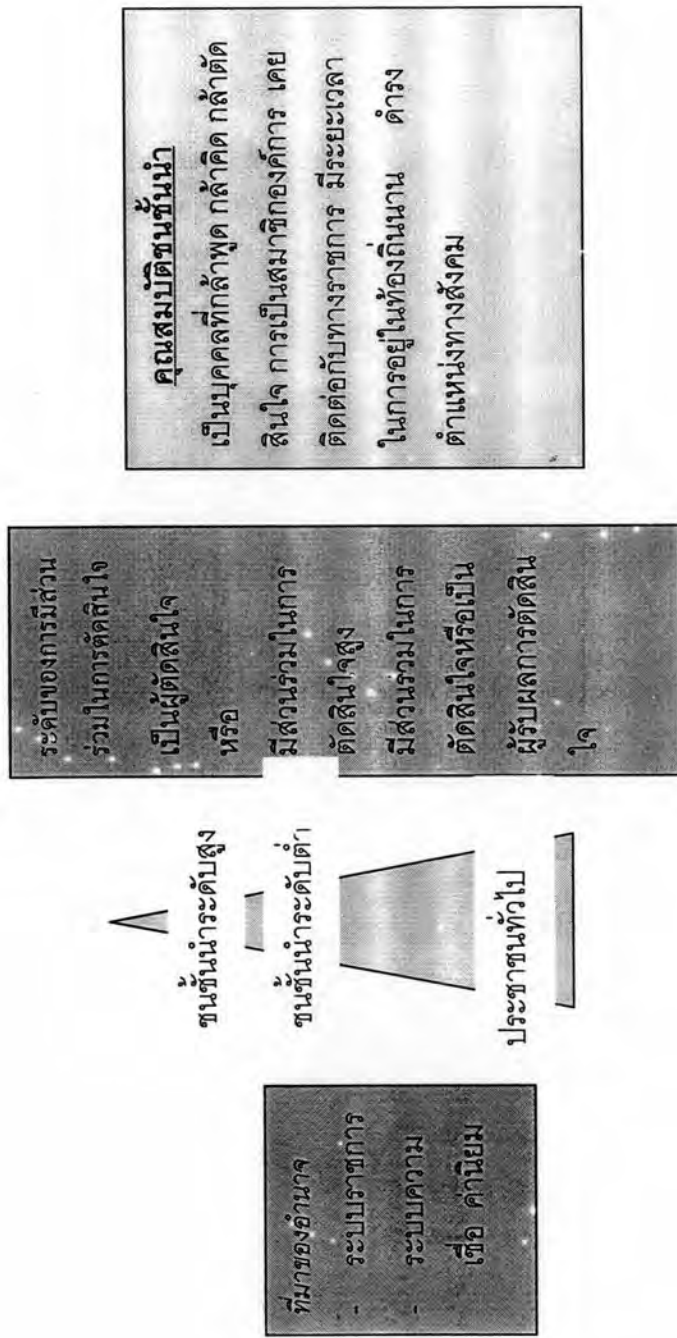 ที่มาของอำนาจ
- ระบบราชการ
- ระบบความ
เชื่อ ค่านิยม
ชนชั้นนำระดับสูง
ชนชั้นนำระดับต่ำ
ประชาชนทั่วไป
ระดับของการมีส่วน
ร่วมในการตัดสินใจ
เป็นผู้ตัดสินใจ
หรือ
มีส่วนร่วมในการ
ตัดสินใจสูง
มีส่วนรวมในการ
ตัดสินใจหรือเป็น
ผู้รับผลการตัดสิน
ใจ
คุณสมบัติชนชั้นนำ
เป็นบุคคลที่กล้าพูด กล้าคิด กล้าตัด
สินใจ การเป็นสมาชิกองค์การ เคย
ติดต่อกับทางราชการ มีระยะเวลา
ในการอยู่ในท้องถิ่นนาน ดำรง
ตำแหน่งทางสังคม